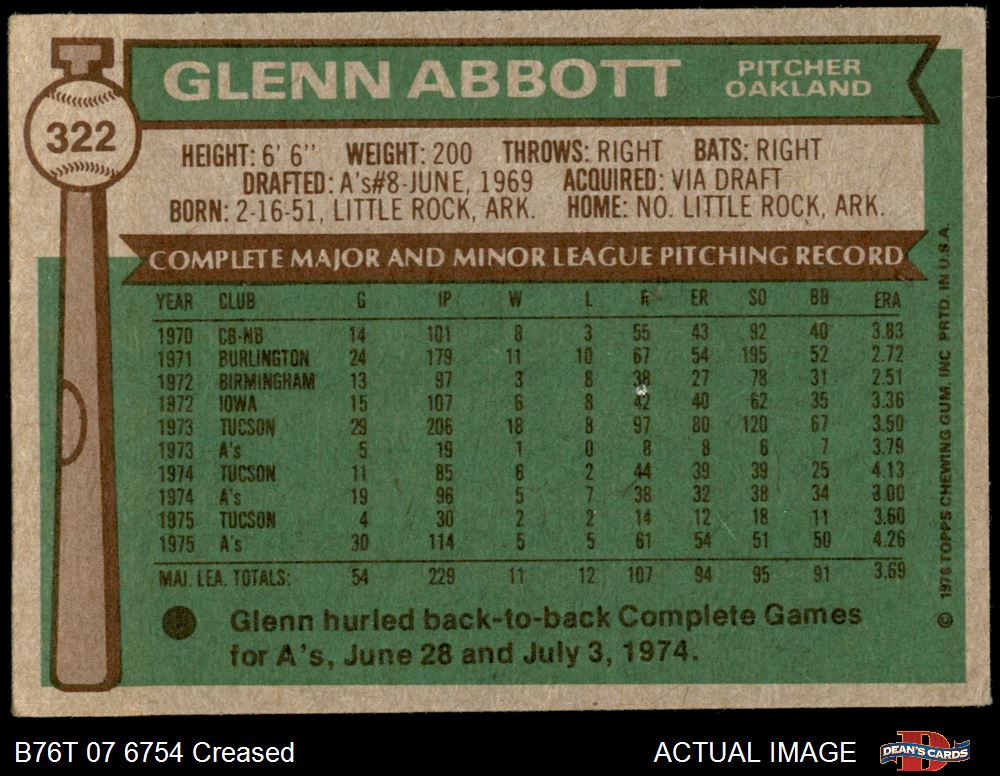 GLENN ABBOTT
PITCHER
OAKLAND
322
HEIGHT: 6' 6" WEIGHT: 200 THROWS: RIGHT BATS: RIGHT
DRAFTED: A's#8-JUNE, 1969 ACQUIRED: VIA DRAFT
BORN: 2-16-51, LITTLE ROCK, ARK. HOME: NO. LITTLE ROCK, ARK.
COMPLETE MAJOR AND MINOR LEAGUE PITCHING RECORD
YEAR CLUB G IP W L R ER SO BB ERA
1970 CB-NB 14 101 8 3 55 43 92 40 3.83
1971 BURLINGTON 24 179 11 10 67 54 195 52 2.72
1972 BIRMINGHAM 13 97 3 8 38 27 78 31 2.51
1972 IOWA 15 107 6 8 42 40 62 35 3.36
1973 TUCSON 29 206 18 8 97 80 120 67 3.50
1973 A's 5 19 1 0 8 8 6 7 3.79
1974 TUCSON 11 85 6 2 44 39 39 25 4.13
1974 A's 19 96 5 7 38 32 38 34 3.00
1975 TUCSON 4 30 2 2 14 12 18 11 3.60
1975 A's 30 114 5 5 61 54 51 50 4.26
MAJ. LEA. TOTALS: 54 229 11 12 107 94 95 91 3.69
Glenn hurled back-to-back Complete Games
for A's, June 28 and July 3, 1974.
© 1976 TOPPS CHEWING GUM, INC PRTD. IN U.S.A.
B76T 07 6754 Creased
ACTUAL IMAGE
D
DEAN'S CARDS